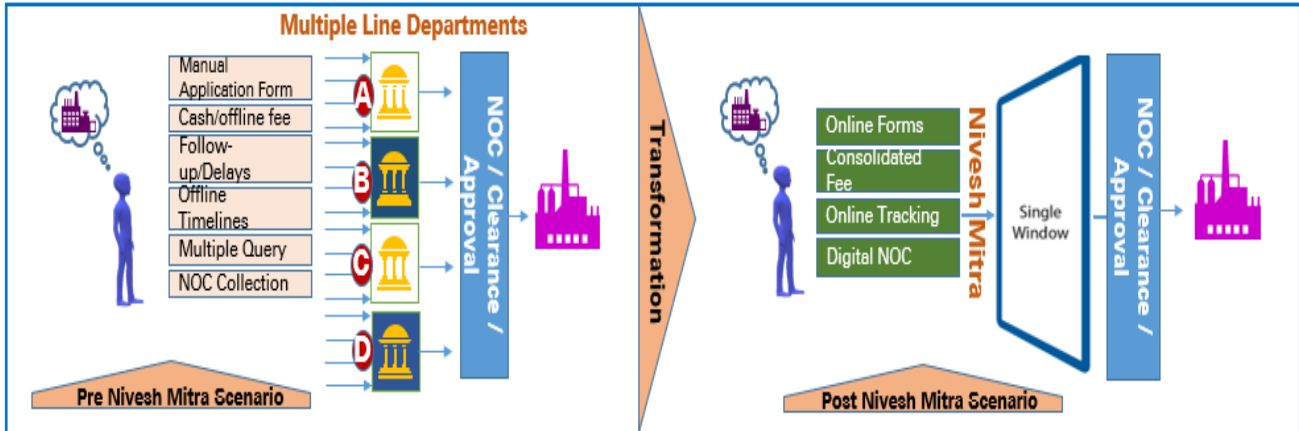 Multiple Line Departments
Manual
Application Form
Cash/offline fee
Follow-
up/Delays
Offline
Timelines
Multiple Query
NOC Collection
A
B
C
D
NOC / Clearance /
Approval
Pre Nivesh Mitra Scenario
Transformation
Online Forms
Consolidated
Fee
Online Tracking
Digital NOC
Nivesh Mitra
Single
Window
NOC / Clearance /
Approval
Post Nivesh Mitra Scenario